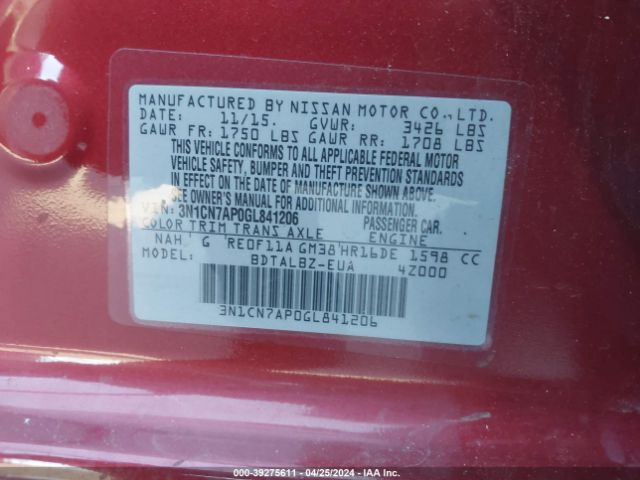 MANUFACTURED BY NISSAN MOTOR CO., LTD.
DATE: 11/15. GVWR: 3426 LBS
GAWR FR: 1750 LBS GAWR RR: 1708 LBS
THIS VEHICLE CONFORMS TO ALL APPLICABLE FEDERAL MOTOR
VEHICLE SAFETY, BUMPER AND THEFT PREVENTION STANDARDS
IN EFFECT ON THE DATE OF MANUFACTURE SHOWN ABOVE.
SEE OWNER'S MANUAL FOR ADDITIONAL INFORMATION.
VIN: 3N1CN7AP0GL841206 PASSENGER CAR.
COLOR TRIM TRANS AXLE ENGINE
NAH G RE0F11A GM38 HR16DE 1598 CC
MODEL: BDTALBZ-EUA 4Z000
3N1CN7AP0GL841206
000-39275611 - 04/25/2024 - IAA Inc.